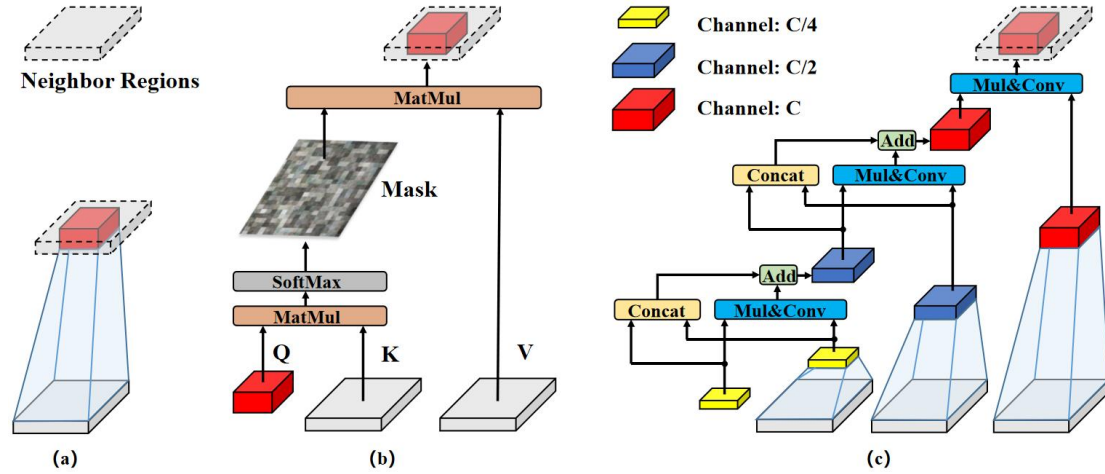 Neighbor Regions
(a)
MatMul
Mask
SoftMax
MatMul
Q
K
V
(b)
Channel: C/4
Channel: C/2
Channel: C
Mul&Conv
Add
Concat
Mul&Conv
Add
Concat
Mul&Conv
(c)